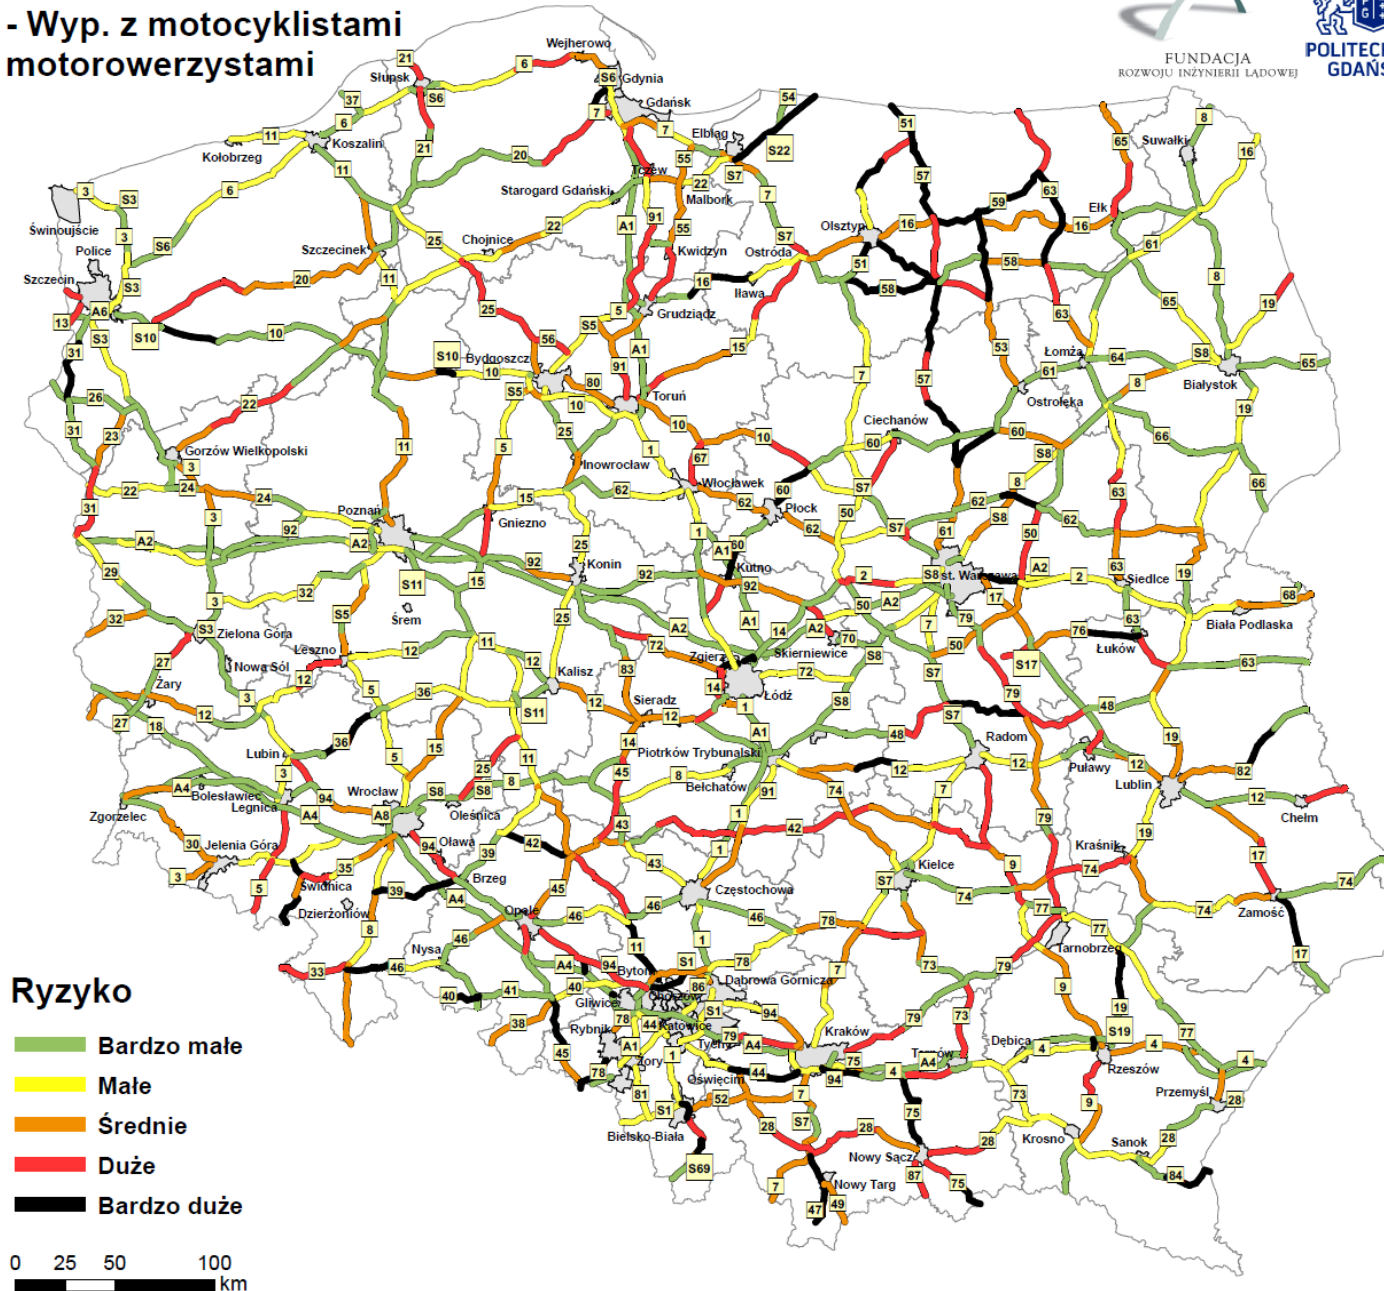 - Wyp. z motocyklistami
motorowerzystami
FUNDACJA
ROZWOJU INŻYNIERII LĄDOWEJ
POLITECH
GDAŃS
Wejherowo
Słupsk
Gdynia
Gdańsk
Koszalin
Kołobrzeg
Elbląg
Suwałki
Tczew
Starogard Gdański
Malbork
Ełk
Świnoujście
Police
Szczecinek
Chojnice
Kwidzyn
Ostróda
Olsztyn
Szczecin
Iława
Grudziądz
Bydgoszcz
Łomża
Białystok
Toruń
Ostrołęka
Ciechanów
Gorzów Wielkopolski
Inowrocław
Włocławek
Płock
Poznań
Gniezno
Konin
Kutno
st. Warszawa
Siedlce
Śrem
Biała Podlaska
Zielona Góra
Leszno
Nowa Sól
Żary
Kalisz
Zgierz
Skierniewice
Łuków
Łódź
Sieradz
Radom
Lubin
Piotrków Trybunalski
Bełchatów
Puławy
Lublin
Bolesławiec
Legnica
Wrocław
Oleśnica
Zgorzelec
Chełm
Jelenia Góra
Oława
Świdnica
Brzeg
Kielce
Kraśnik
Częstochowa
Dzierżoniów
Opole
Zamość
Nysa
Tarnobrzeg
Bytom
Dąbrowa Górnicza
Gliwice
Chorzów
Rybnik
Katowice
Tychy
Kraków
Żory
Oświęcim
Tarnów
Dębica
Rzeszów
Przemyśl
Bielsko-Biała
Nowy Sącz
Krosno
Sanok
Nowy Targ
Ryzyko
Bardzo małe
Małe
Średnie
Duże
Bardzo duże
0 25 50 100
km